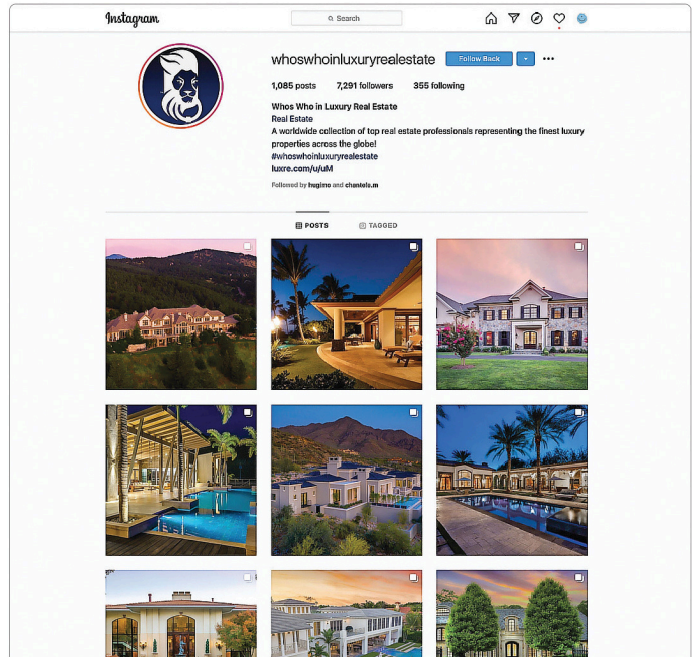 Instagram
Search
whoswhoinluxuryrealestate Follow Back
1,085 posts 7,291 followers 355 following
Whos Who in Luxury Real Estate
Real Estate
A worldwide collection of top real estate professionals representing the finest luxury
properties across the globe!
#whoswhoinluxuryrealestate
luxre.com/u/uM
Followed by hugimo and chantele.m
POSTS TAGGED